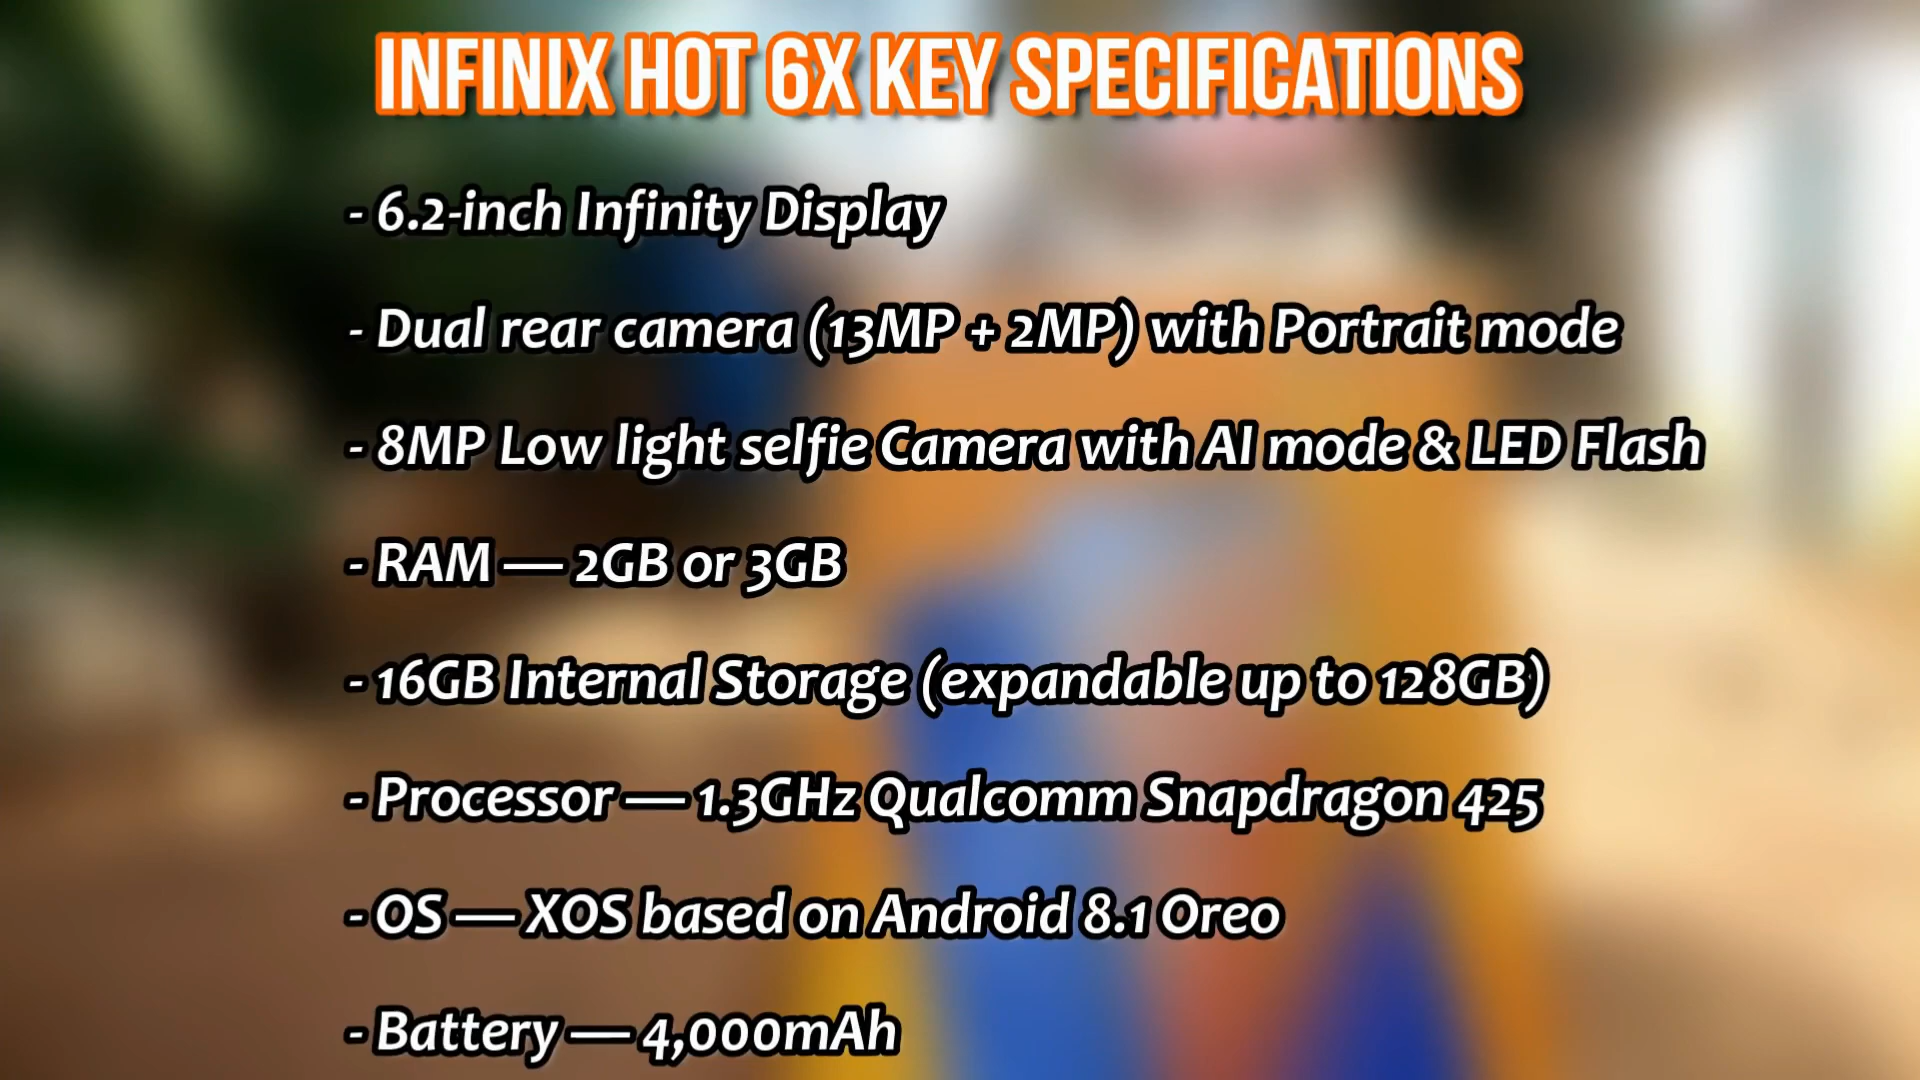 INFINIX HOT 6X KEY SPECIFICATIONS
- 6.2-inch Infinity Display
- Dual rear camera (13MP + 2MP) with Portrait mode
- 8MP Low light selfie Camera with AI mode & LED Flash
- RAM — 2GB or 3GB
- 16GB Internal Storage (expandable up to 128GB)
- Processor — 1.3GHz Qualcomm Snapdragon 425
- OS — XOS based on Android 8.1 Oreo
- Battery — 4,000mAh